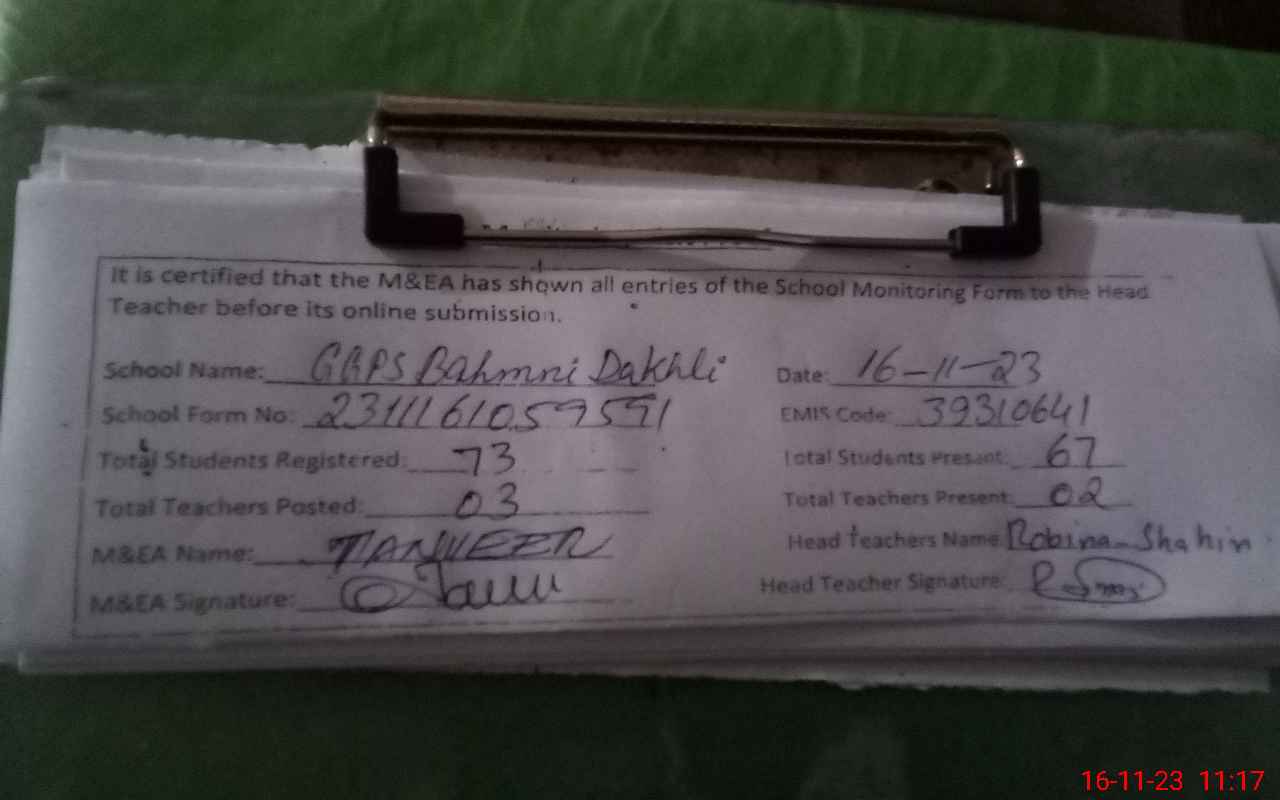 It is certified that the M&EA has shown all entries of the School Monitoring Form to the Head
Teacher before its online submission.
School Name: GGPS Bahmni Dakhli Date: 16-11-23
School Form No: 23111161059591 EMIS Code: 39310641
Total Students Registered: 73 Total Students Present: 67
Total Teachers Posted: 03 Total Teachers Present: 02
M&EA Name: TANVEER Head Teachers Name: Robina Shahin
M&EA Signature: Head Teacher Signature:
16-11-23 11:17